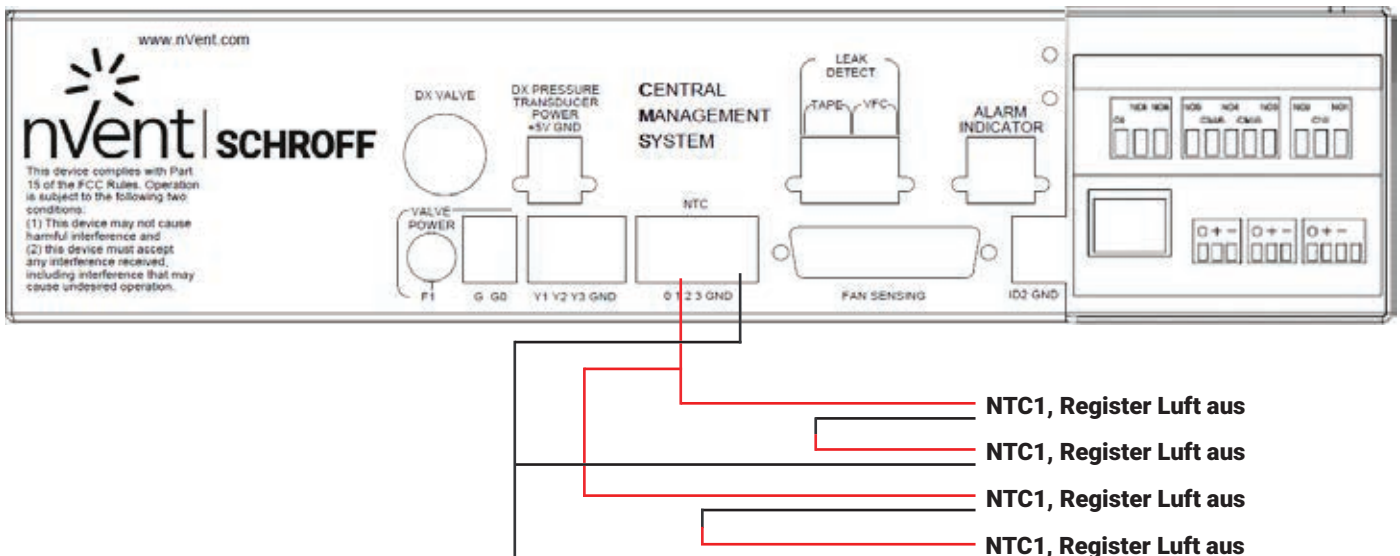 www.nVent.com
nVent | SCHROFF
This device complies with Part
15 of the FCC Rules. Operation
is subject to the following two
conditions:
(1) This device may not cause
harmful interference and
(2) this device must accept
any interference received,
including interference that may
cause undesired operation.
DX VALVE
DX PRESSURE
TRANSDUCER
POWER
+5V GND
CENTRAL
MANAGEMENT
SYSTEM
LEAK
DETECT
TAPE VFC
ALARM
INDICATOR
VALVE
POWER
F1
G G0
Y1 Y2 Y3 GND
NTC
0 1 2 3 GND
FAN SENSING
ID2 GND
NO5 NO4 NO3
NO2 NO1
O + - O + - O + -
NTC1, Register Luft aus
NTC1, Register Luft aus
NTC1, Register Luft aus
NTC1, Register Luft aus